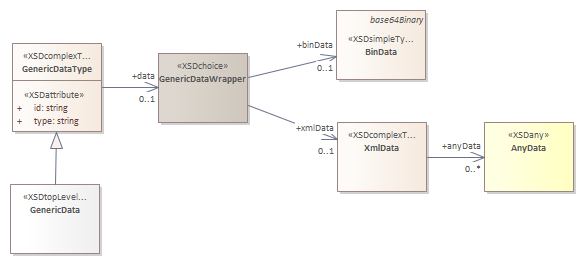 «XSDcomplexT...
GenericDataType
«XSDattribute»
+ id: string
+ type: string
+data
0..1
«XSDchoice»
GenericDataWrapper
+binData
0..1
base64Binary
«XSDsimpleTy...
BinData
+xmlData
0..1
«XSDcomplexT...
XmlData
+anyData
0..*
«XSDany»
AnyData
«XSDtopLevel...
GenericData